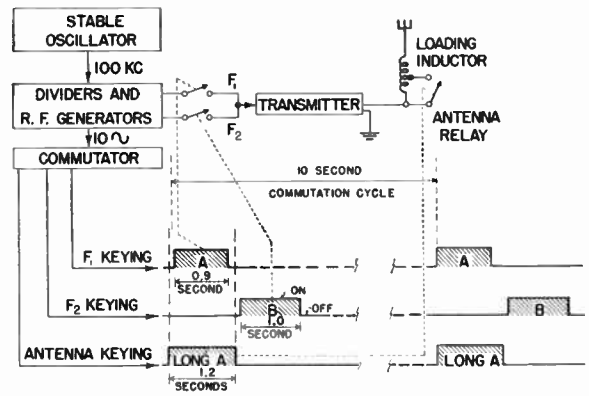 STABLE
OSCILLATOR
100 KC
DIVIDERS AND
R. F. GENERATORS
10 ∿
COMMUTATOR
F₁
F₂
TRANSMITTER
LOADING
INDUCTOR
ANTENNA
RELAY
10 SECOND
COMMUTATION CYCLE
F₁ KEYING
A
0.9
SECOND
A
F₂ KEYING
B
ON
OFF
1.0
SECOND
B
ANTENNA KEYING
LONG A
1.2
SECONDS
LONG A